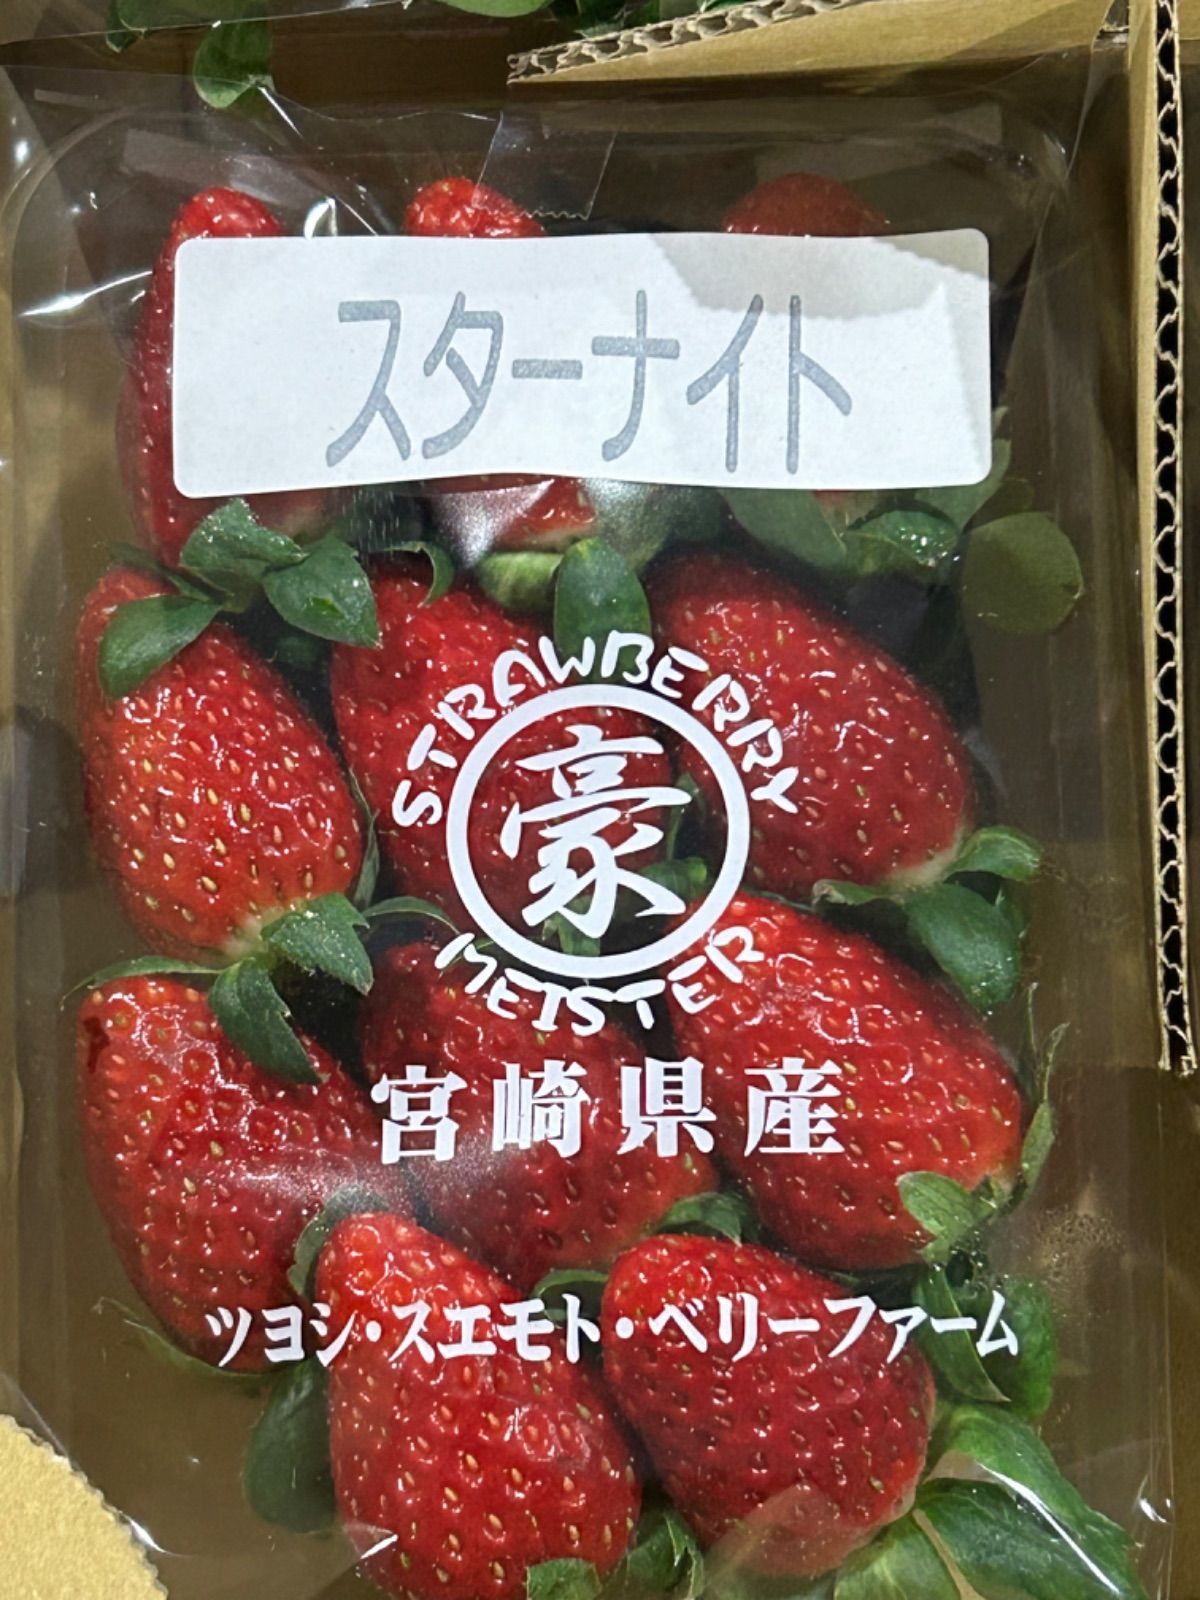 スターナイト
STRAWBERRY
豪
MEISTER
宮崎県産
ツヨシ・スエモト・ベリーファーム